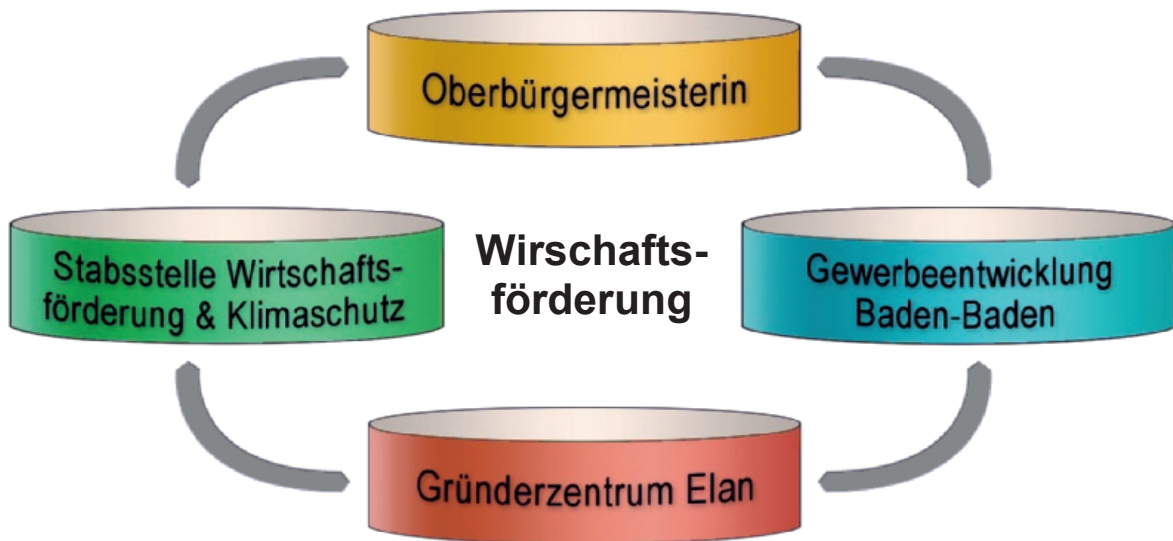 Oberbürgermeisterin
Stabsstelle Wirtschafts-
förderung & Klimaschutz
Wirschafts-
förderung
Gewerbeentwicklung
Baden-Baden
Gründerzentrum Elan